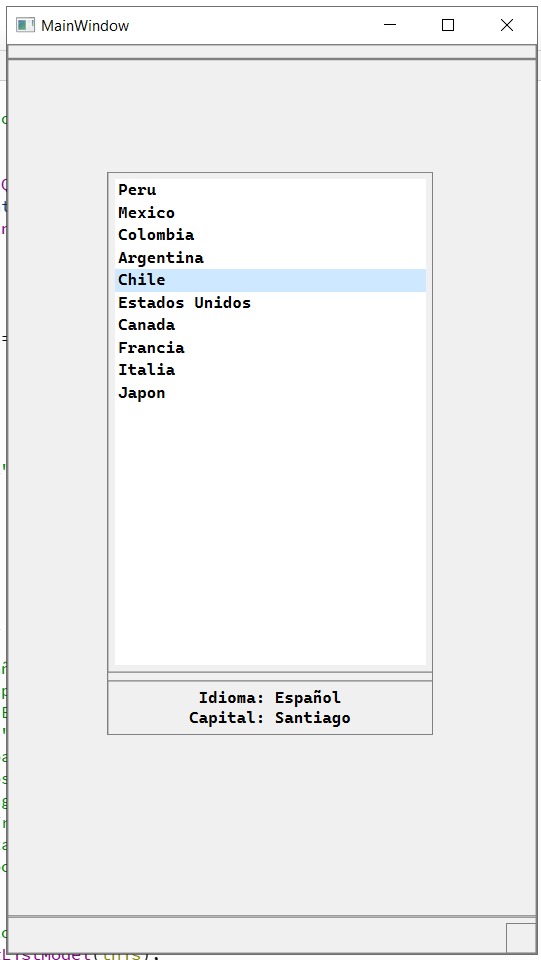 MainWindow
Peru
Mexico
Colombia
Argentina
Chile
Estados Unidos
Canada
Francia
Italia
Japon
Idioma: Español
Capital: Santiago